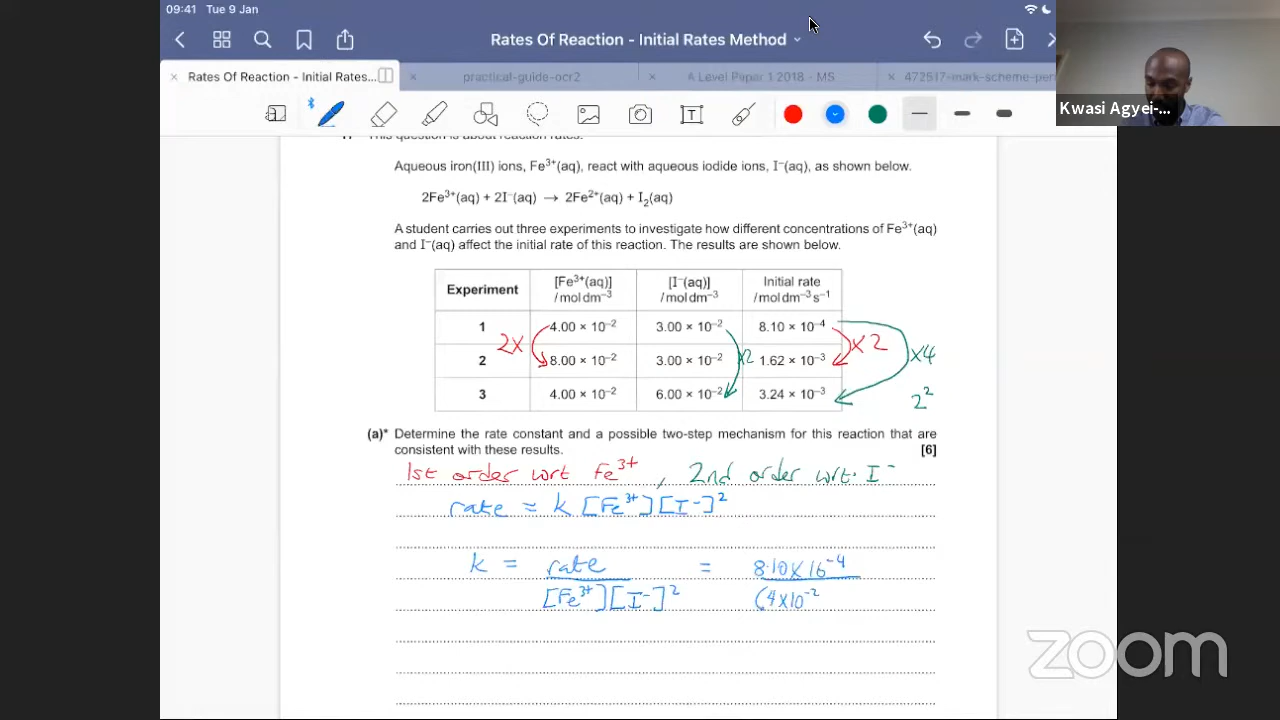 09:41 Tue 9 Jan
Rates Of Reaction - Initial Rates Method
Rates Of Reaction - Initial Rates...
practical-guide-ocr2
A Level Paper 1 2018 - MS
472517-mark-scheme-per
Kwasi Agyei-...
This question is about reaction rates.
Aqueous iron(III) ions, Fe³⁺(aq), react with aqueous iodide ions, I⁻(aq), as shown below.
2Fe³⁺(aq) + 2I⁻(aq) → 2Fe²⁺(aq) + I₂(aq)
A student carries out three experiments to investigate how different concentrations of Fe³⁺(aq)
and I⁻(aq) affect the initial rate of this reaction. The results are shown below.
Experiment [Fe³⁺(aq)] /mol dm⁻³ [I⁻(aq)] /mol dm⁻³ Initial rate /mol dm⁻³ s⁻¹
1 4.00 × 10⁻² 3.00 × 10⁻² 8.10 × 10⁻⁴
2x ×2 ×2 ×4
2 8.00 × 10⁻² 3.00 × 10⁻² 1.62 × 10⁻³
3 4.00 × 10⁻² 6.00 × 10⁻² 3.24 × 10⁻³ 2²
(a)* Determine the rate constant and a possible two-step mechanism for this reaction that are
consistent with these results. [6]
1st order wrt Fe³⁺, 2nd order wrt. I⁻
rate = k [Fe³⁺][I⁻]²
k = rate = 8.10×10⁻⁴
[Fe³⁺][I⁻]² (4×10⁻²
zoom